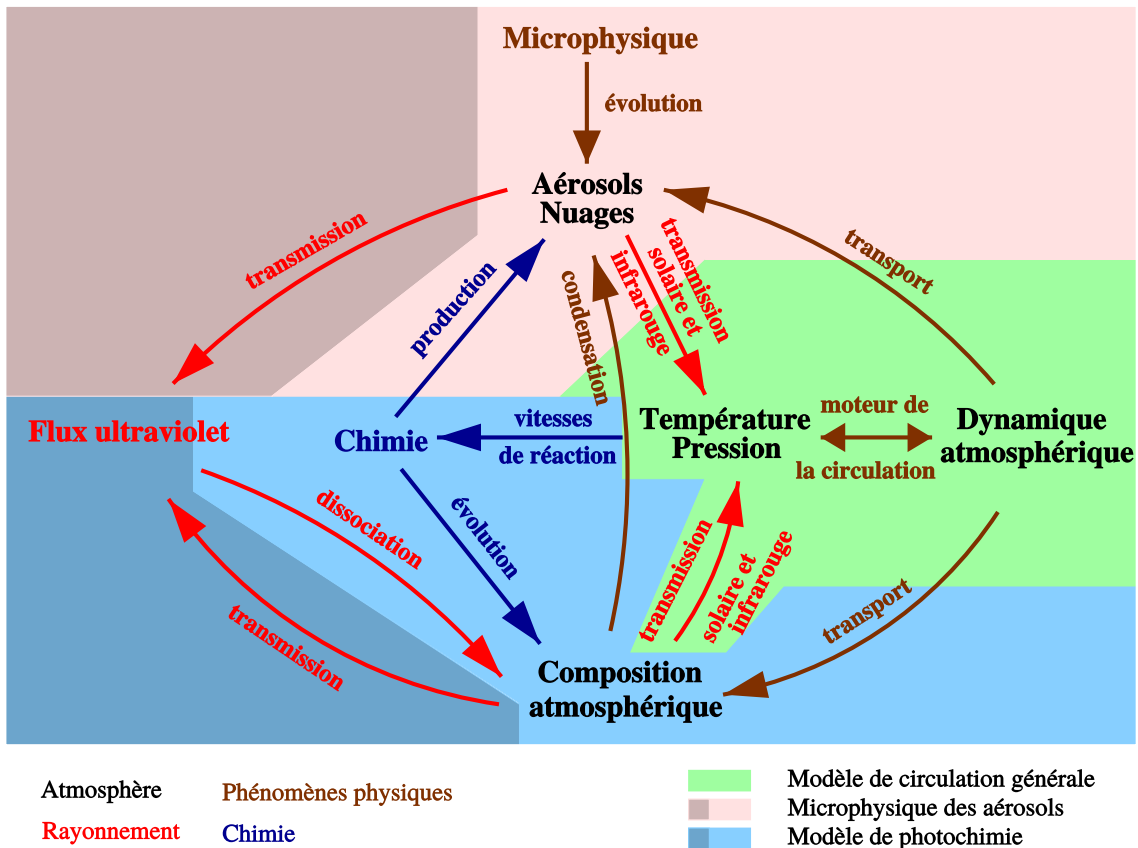 Microphysique
évolution
Aérosols
Nuages
transmission
production
condensation
transmission
solaire et
infrarouge
transport
Flux ultraviolet
Chimie
vitesses
de réaction
Température
Pression
moteur de
la circulation
Dynamique
atmosphérique
dissociation
évolution
transmission
transmission
solaire et
infrarouge
transport
Composition
atmosphérique
Atmosphère
Phénomènes physiques
Rayonnement
Chimie
Modèle de circulation générale
Microphysique des aérosols
Modèle de photochimie